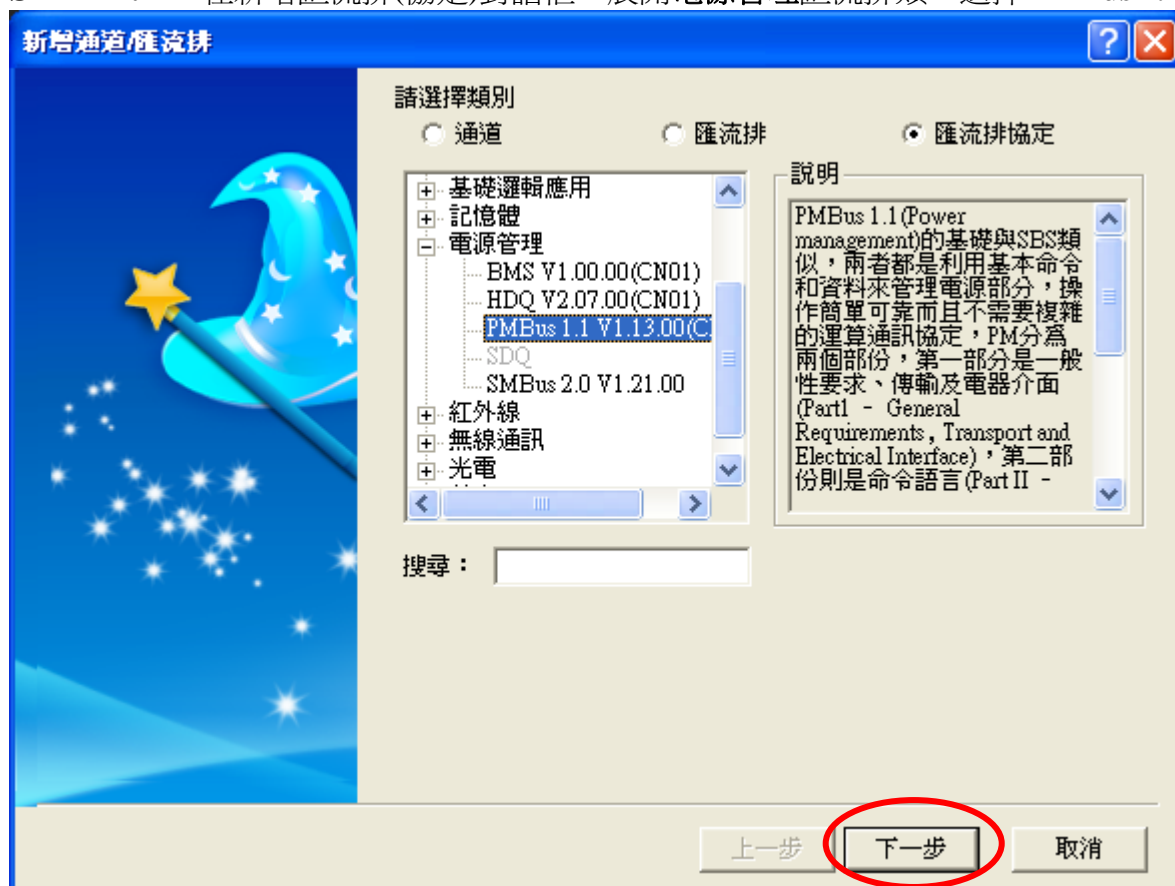 新增通道/匯流排
請選擇類別
通道
匯流排
匯流排協定
基礎邏輯應用
記憶體
電源管理
BMS V1.00.00(CN01)
HDQ V2.07.00(CN01)
PMBus 1.1 V1.13.00(C
SDQ
SMBus 2.0 V1.21.00
紅外線
無線通訊
光電
說明
PMBus 1.1(Power
management)的基礎與SBS類
似，兩者都是利用基本命令
和資料來管理電源部分，操
作簡單可靠而且不需要複雜
的運算通訊協定，PM分為
兩個部份，第一部分是一般
性要求、傳輸及電器介面
(Part1 - General
Requirements , Transport and
Electrical Interface)，第二部
份則是命令語言(Part II -
搜尋：
上一步
下一步
取消